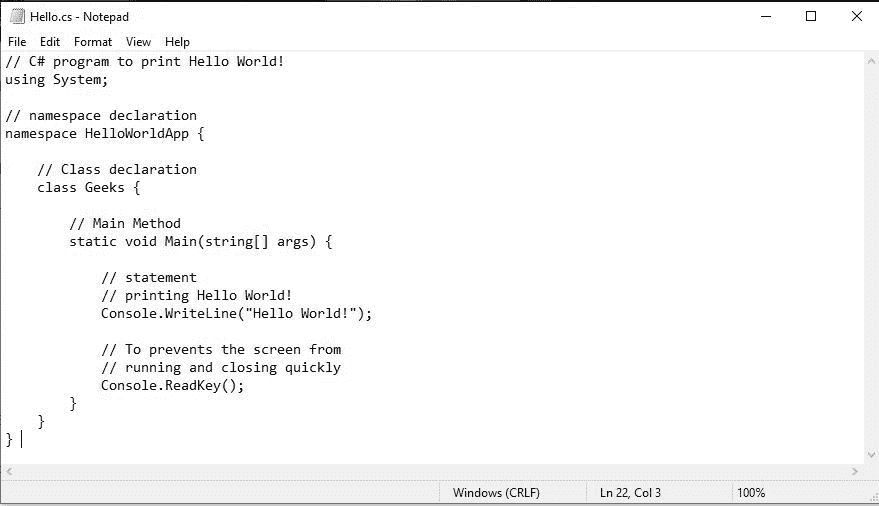 Hello.cs - Notepad
File Edit Format View Help
// C# program to print Hello World!
using System;

// namespace declaration
namespace HelloWorldApp {

    // Class declaration
    class Geeks {

        // Main Method
        static void Main(string[] args) {

            // statement
            // printing Hello World!
            Console.WriteLine("Hello World!");

            // To prevents the screen from
            // running and closing quickly
            Console.ReadKey();
        }
    }
}
Windows (CRLF) Ln 22, Col 3 100%